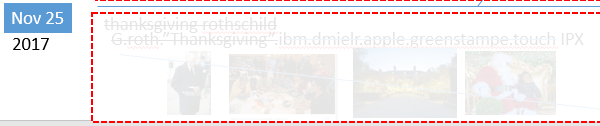 Nov 25
2017
thanksgiving rothschild
G.roth."Thanksgiving".ibm.dmielr.apple.greenstampe.touch IPX